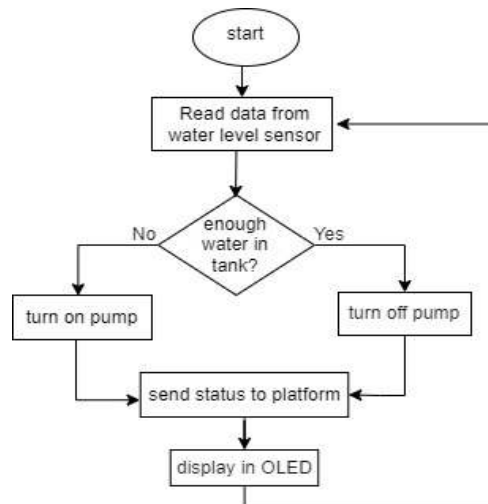 start
Read data from
water level sensor
enough
water in
tank?
No
Yes
turn on pump
turn off pump
send status to platform
display in OLED